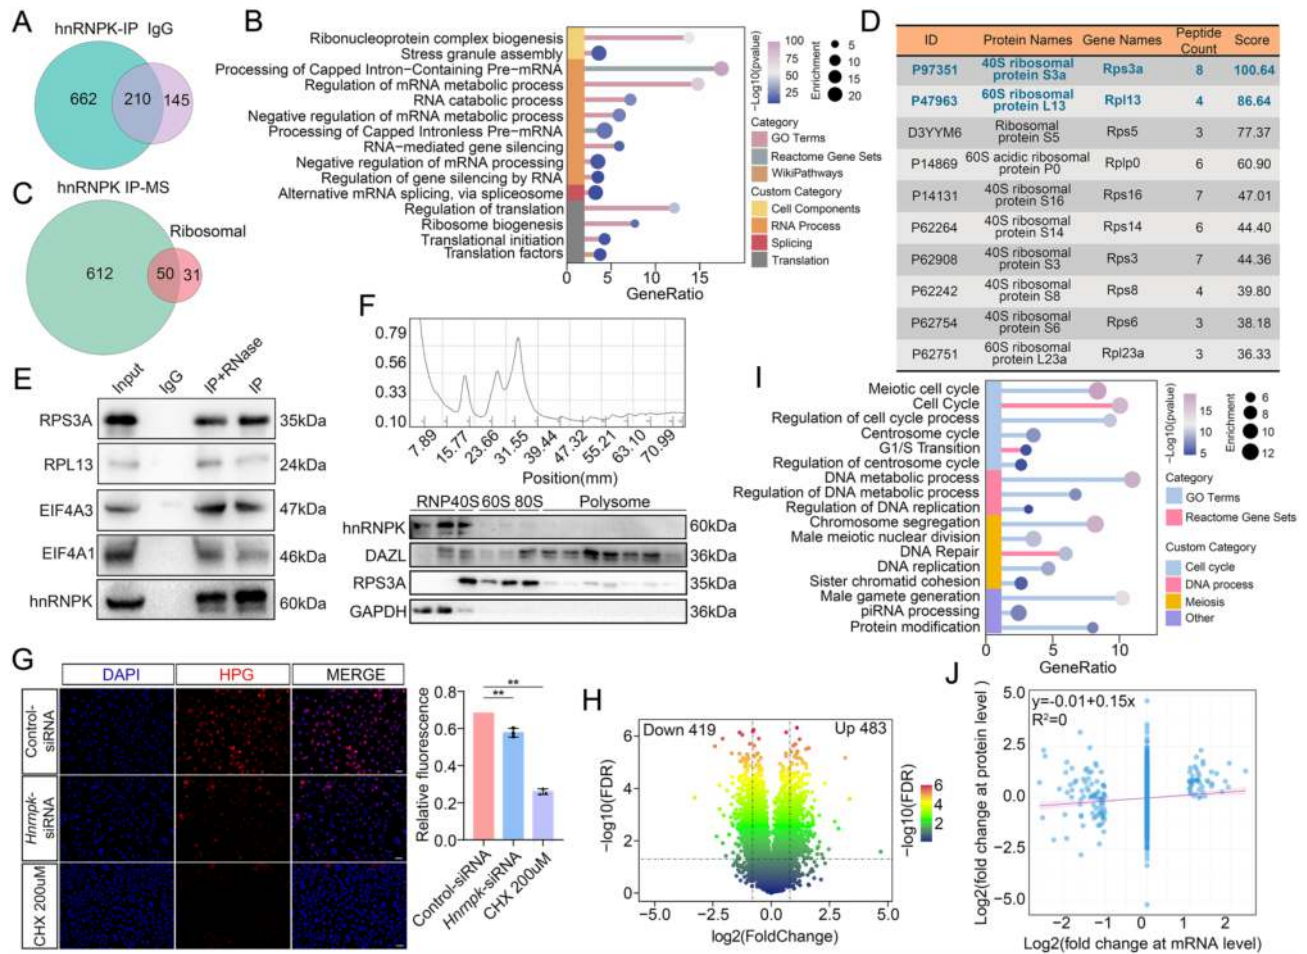 A
hnRNPK-IP IgG
662
210
145
B
Ribonucleoprotein complex biogenesis
Stress granule assembly
Processing of Capped Intron-Containing Pre-mRNA
Regulation of mRNA metabolic process
RNA catabolic process
Negative regulation of mRNA metabolic process
Processing of Capped Intronless Pre-mRNA
RNA-mediated gene silencing
Negative regulation of mRNA processing
Regulation of gene silencing by RNA
Alternative mRNA splicing, via spliceosome
Regulation of translation
Ribosome biogenesis
Translational initiation
Translation factors
0 5 10 15
GeneRatio
−Log10(pvalue)
100
75
50
25
Enrichment
5
10
15
20
Category
GO Terms
Reactome Gene Sets
WikiPathways
Custom Category
Cell Components
RNA Process
Splicing
Translation
C
hnRNPK IP-MS
Ribosomal
612
50
31
D
ID Protein Names Gene Names Peptide Count Score
P97351 40S ribosomal protein S3a Rps3a 8 100.64
P47963 60S ribosomal protein L13 Rpl13 4 86.64
D3YYM6 Ribosomal protein S5 Rps5 3 77.37
P14869 60S acidic ribosomal protein P0 Rplp0 6 60.90
P14131 40S ribosomal protein S16 Rps16 7 47.01
P62264 40S ribosomal protein S14 Rps14 6 44.40
P62908 40S ribosomal protein S3 Rps3 7 44.36
P62242 40S ribosomal protein S8 Rps8 4 39.80
P62754 40S ribosomal protein S6 Rps6 3 38.18
P62751 60S ribosomal protein L23a Rpl23a 3 36.33
E
Input IgG IP+RNase IP
RPS3A 35kDa
RPL13 24kDa
EIF4A3 47kDa
EIF4A1 46kDa
hnRNPK 60kDa
F
0.79
0.56
0.33
0.10
7.89 15.77 23.66 31.55 39.44 47.32 55.21 63.10 70.99
Position(mm)
RNP 40S 60S 80S Polysome
hnRNPK 60kDa
DAZL 36kDa
RPS3A 35kDa
GAPDH 36kDa
G
DAPI HPG MERGE
Control-siRNA
Hnrnpk-siRNA
CHX 200uM
Relative fluorescence
0.8
0.6
0.4
0.2
0.0
**
**
Control-siRNA
Hnrnpk-siRNA
CHX 200uM
H
Down 419 Up 483
−log10(FDR)
6
4
2
0
−5.0 −2.5 0.0 2.5 5.0
log2(FoldChange)
−log10(FDR)
6
4
2
I
Meiotic cell cycle
Cell Cycle
Regulation of cell cycle process
Centrosome cycle
G1/S Transition
Regulation of centrosome cycle
DNA metabolic process
Regulation of DNA metabolic process
Regulation of DNA replication
Chromosome segregation
Male meiotic nuclear division
DNA Repair
DNA replication
Sister chromatid cohesion
Male gamete generation
piRNA processing
Protein modification
0 5 10
GeneRatio
−Log10(pvalue)
15
10
5
Enrichment
6
8
10
12
Category
GO Terms
Reactome Gene Sets
Custom Category
Cell cycle
DNA process
Meiosis
Other
J
y=-0.01+0.15x
R²=0
Log2(fold change at protein level)
5.0
2.5
0.0
−2.5
−5.0
−2 −1 0 1 2
Log2(fold change at mRNA level)